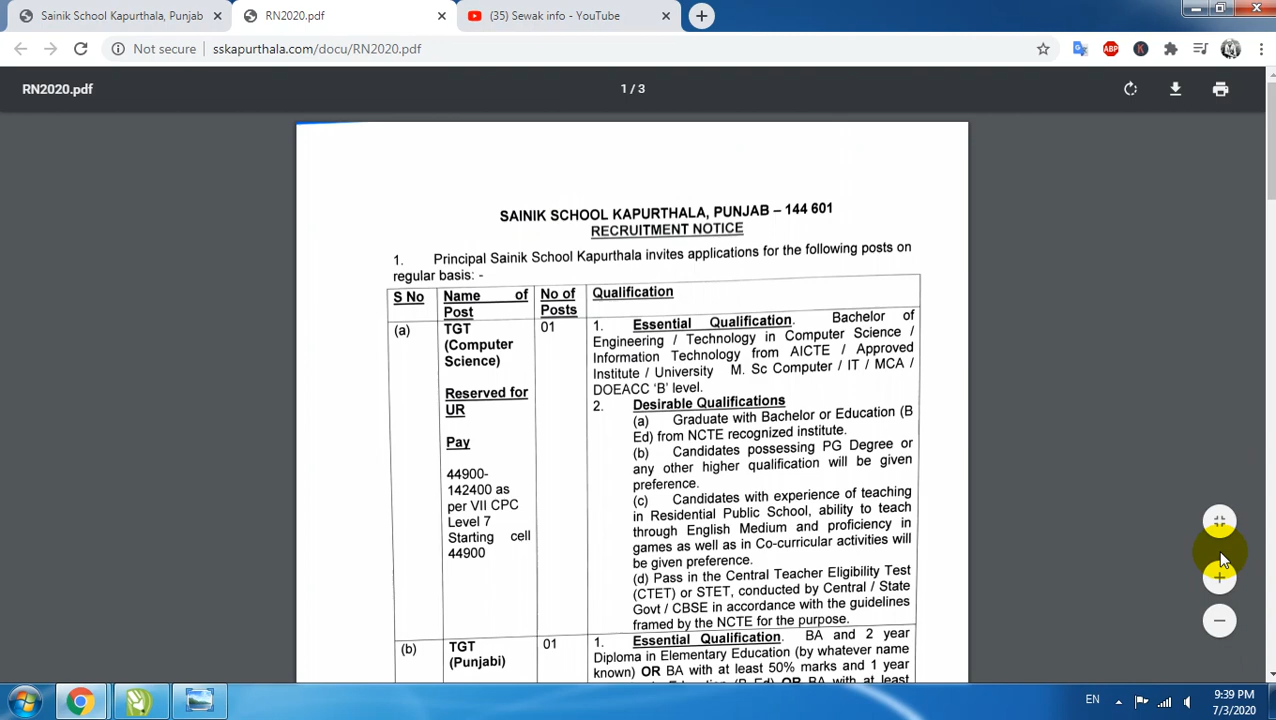 Sainik School Kapurthala, Punjab
RN2020.pdf
(35) Sewak info - YouTube
Not secure
sskapurthala.com/docu/RN2020.pdf
RN2020.pdf
1 / 3
SAINIK SCHOOL KAPURTHALA, PUNJAB – 144 601
RECRUITMENT NOTICE
1. Principal Sainik School Kapurthala invites applications for the following posts on
regular basis: -
S No
Name of
Post
No of
Posts
Qualification
(a)
TGT
(Computer
Science)
Reserved for
UR
Pay
44900-
142400 as
per VII CPC
Level 7
Starting cell
44900
01
1. Essential Qualification. Bachelor of
Engineering / Technology in Computer Science /
Information Technology from AICTE / Approved
Institute / University M. Sc Computer / IT / MCA /
DOEACC ‘B’ level.
2. Desirable Qualifications
(a) Graduate with Bachelor or Education (B
Ed) from NCTE recognized institute.
(b) Candidates possessing PG Degree or
any other higher qualification will be given
preference.
(c) Candidates with experience of teaching
in Residential Public School, ability to teach
through English Medium and proficiency in
games as well as in Co-curricular activities will
be given preference.
(d) Pass in the Central Teacher Eligibility Test
(CTET) or STET, conducted by Central / State
Govt / CBSE in accordance with the guidelines
framed by the NCTE for the purpose.
(b)
TGT
(Punjabi)
01
1. Essential Qualification. BA and 2 year
Diploma in Elementary Education (by whatever name
known) OR BA with at least 50% marks and 1 year
(B Ed) OR BA with at least
EN
9:39 PM
7/3/2020